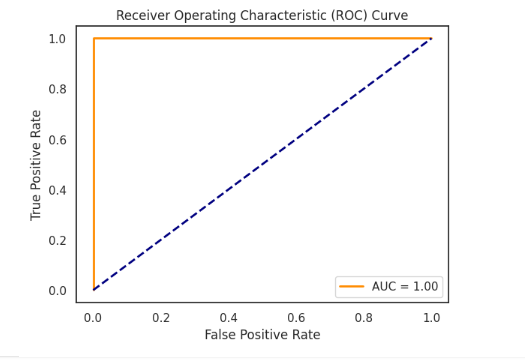 Receiver Operating Characteristic (ROC) Curve
1.0
0.8
0.6
0.4
0.2
0.0
True Positive Rate
AUC = 1.00
0.0 0.2 0.4 0.6 0.8 1.0
False Positive Rate